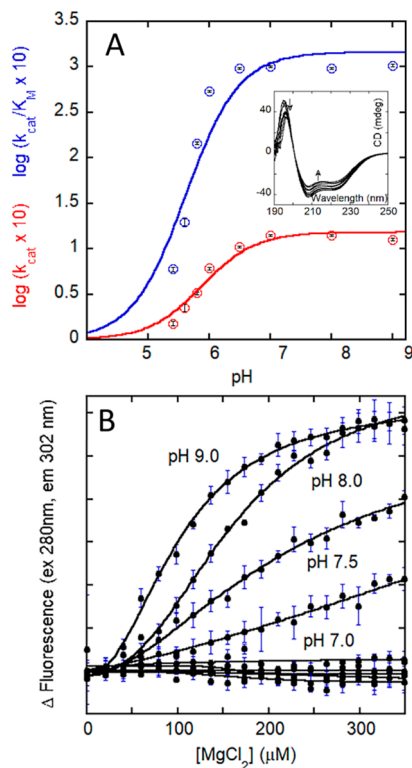 A
log (k_cat/K_M x 10)
log (k_cat x 10)
3.5
3
2.5
2
1.5
1
0.5
0
5
6
7
8
9
pH
40
0
-40
CD (mdeg)
190
210
230
250
Wavelength (nm)
B
pH 9.0
pH 8.0
pH 7.5
pH 7.0
Δ Fluorescence (ex 280nm, em 302 nm)
0
100
200
300
[MgCl₂] (μM)